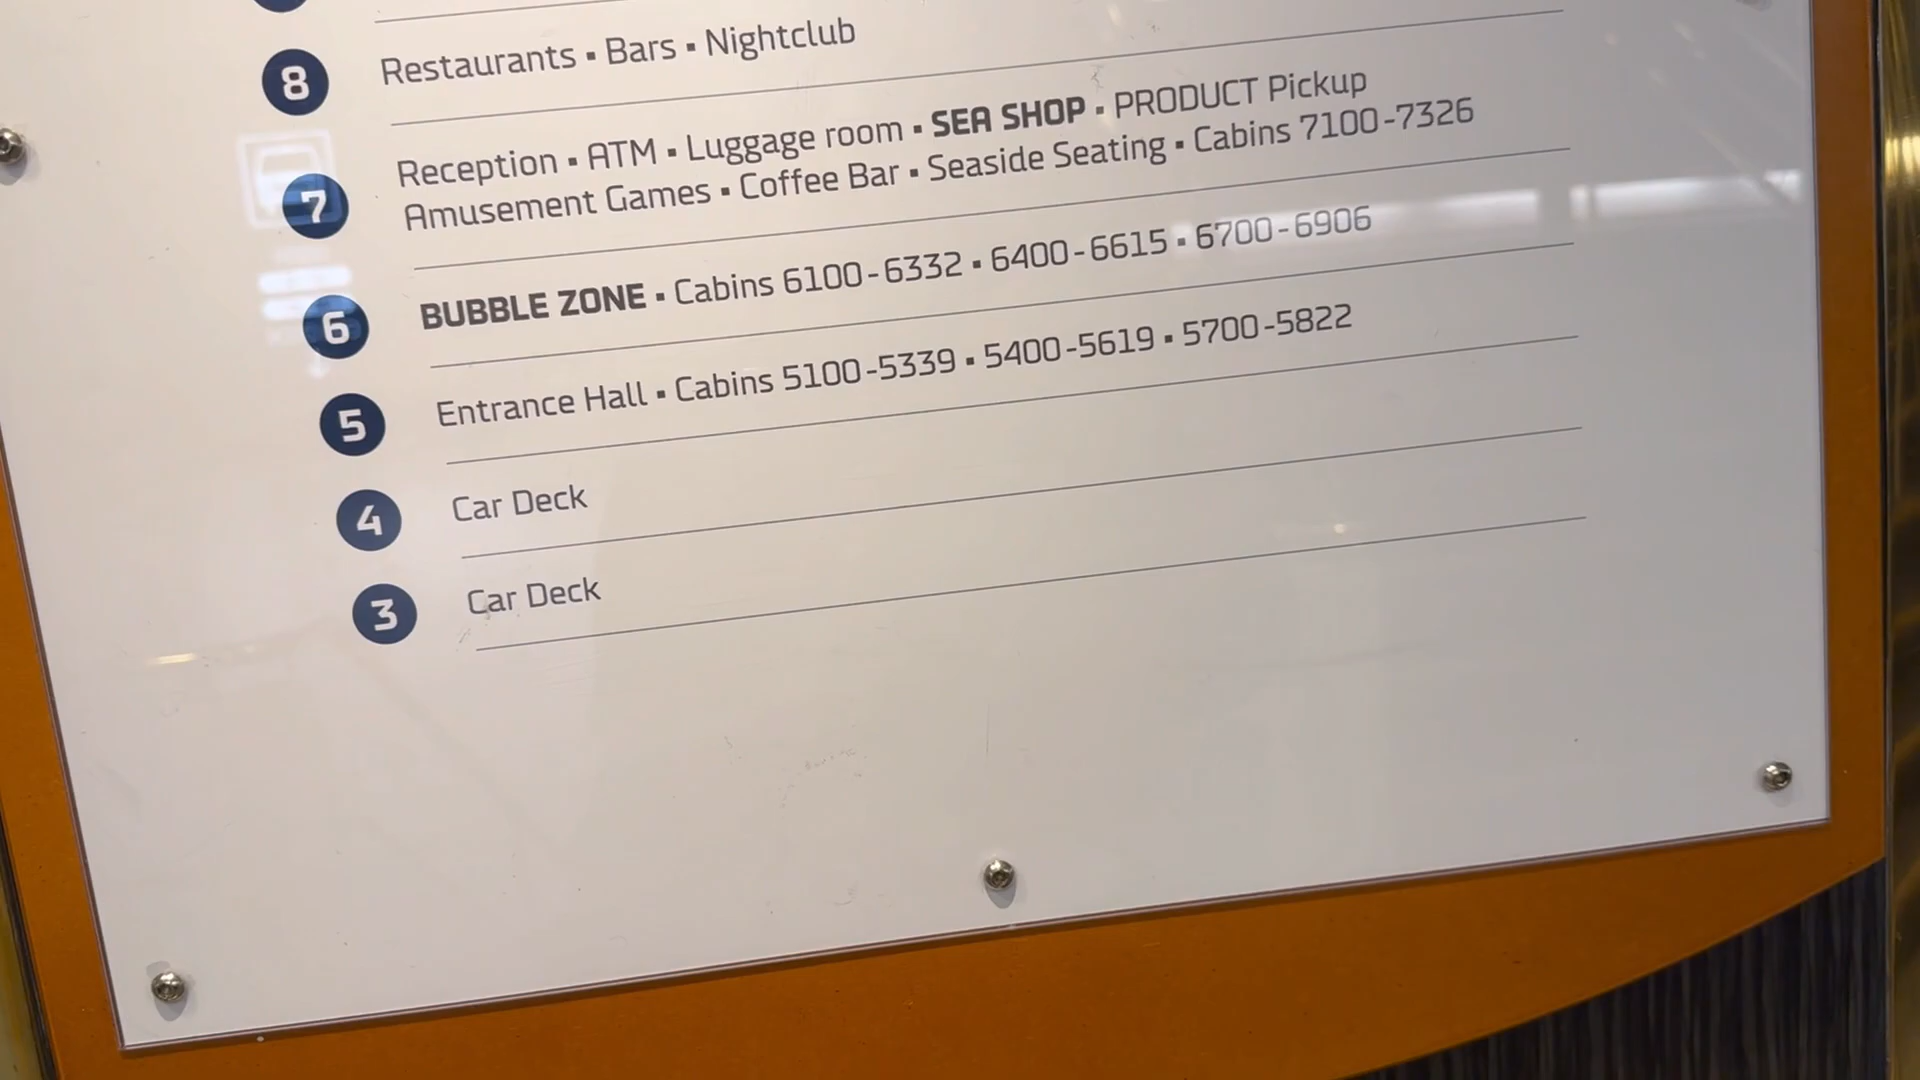 8 Restaurants ▪ Bars ▪ Nightclub
7 Reception ▪ ATM ▪ Luggage room ▪ SEA SHOP ▪ PRODUCT Pickup
Amusement Games ▪ Coffee Bar ▪ Seaside Seating ▪ Cabins 7100-7326
6 BUBBLE ZONE ▪ Cabins 6100-6332 ▪ 6400-6615 ▪ 6700-6906
5 Entrance Hall ▪ Cabins 5100-5339 ▪ 5400-5619 ▪ 5700-5822
4 Car Deck
3 Car Deck